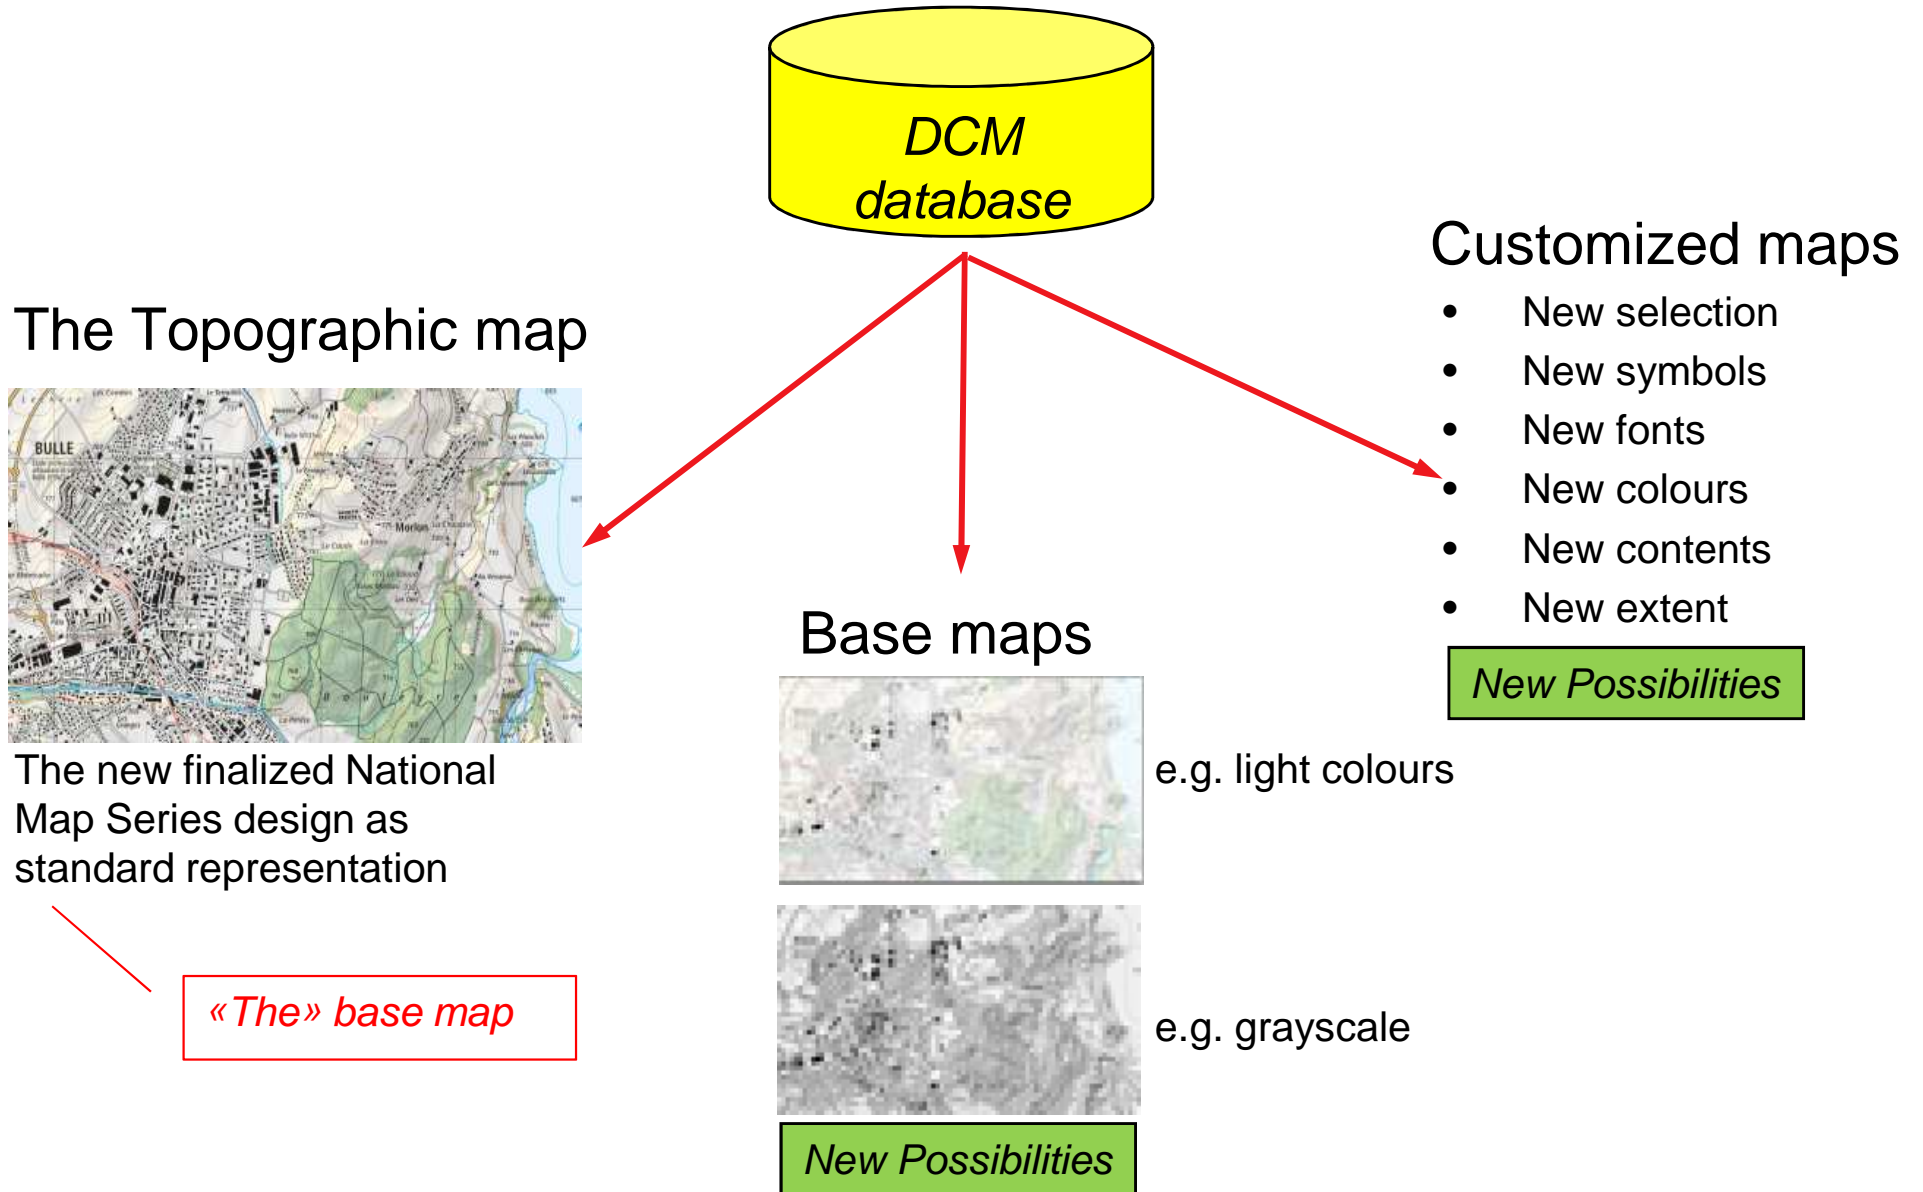 DCM
database
The Topographic map
BULLE
Morlon
The new finalized National
Map Series design as
standard representation
«The» base map
Base maps
e.g. light colours
e.g. grayscale
New Possibilities
Customized maps
• New selection
• New symbols
• New fonts
• New colours
• New contents
• New extent
New Possibilities